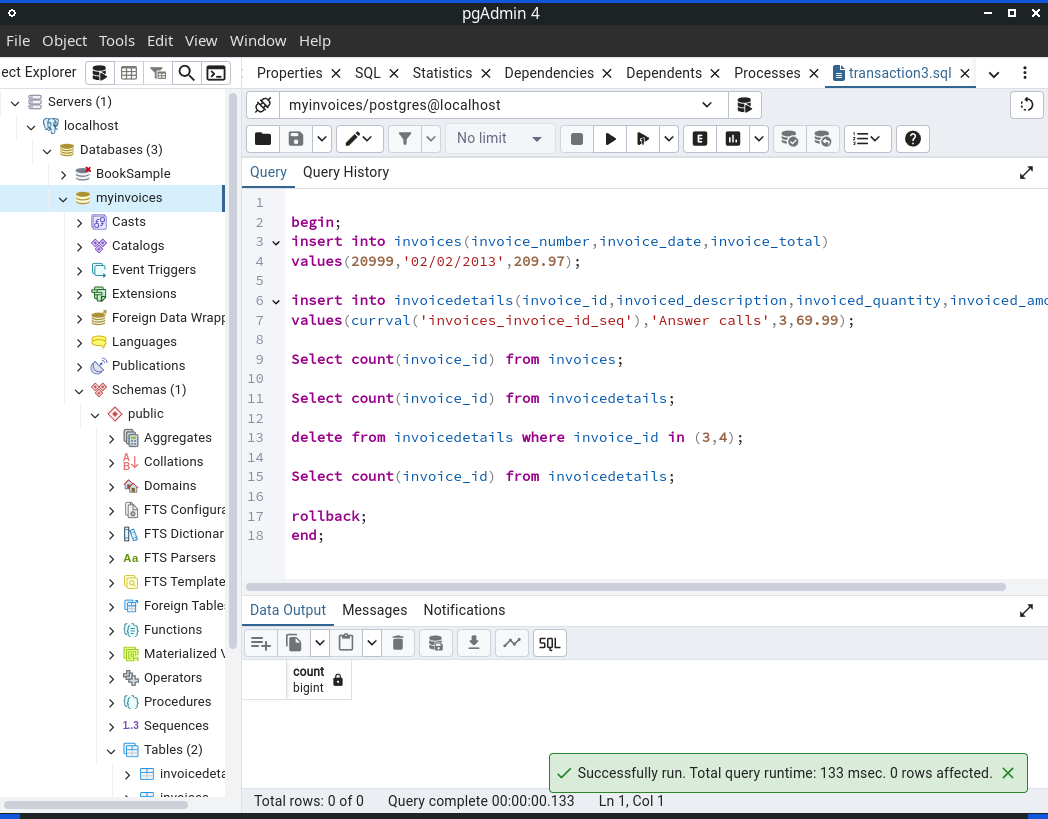 pgAdmin 4
File Object Tools Edit View Window Help
ect Explorer
Properties SQL Statistics Dependencies Dependents Processes transaction3.sql
Servers (1)
localhost
Databases (3)
BookSample
myinvoices
Casts
Catalogs
Event Triggers
Extensions
Foreign Data Wrapp
Languages
Publications
Schemas (1)
public
Aggregates
Collations
Domains
FTS Configura
FTS Dictionar
Aa FTS Parsers
FTS Template
Foreign Table
Functions
Materialized V
Operators
Procedures
1..3 Sequences
Tables (2)
invoicedeta
invoices
myinvoices/postgres@localhost
No limit E
Query Query History
1
2 begin;
3 insert into invoices(invoice_number,invoice_date,invoice_total)
4 values(20999,'02/02/2013',209.97);
5
6 insert into invoicedetails(invoice_id,invoiced_description,invoiced_quantity,invoiced_amo
7 values(currval('invoices_invoice_id_seq'),'Answer calls',3,69.99);
8
9 Select count(invoice_id) from invoices;
10
11 Select count(invoice_id) from invoicedetails;
12
13 delete from invoicedetails where invoice_id in (3,4);
14
15 Select count(invoice_id) from invoicedetails;
16
17 rollback;
18 end;
Data Output Messages Notifications
SQL
count
bigint
Successfully run. Total query runtime: 133 msec. 0 rows affected.
Total rows: 0 of 0 Query complete 00:00:00.133 Ln 1, Col 1